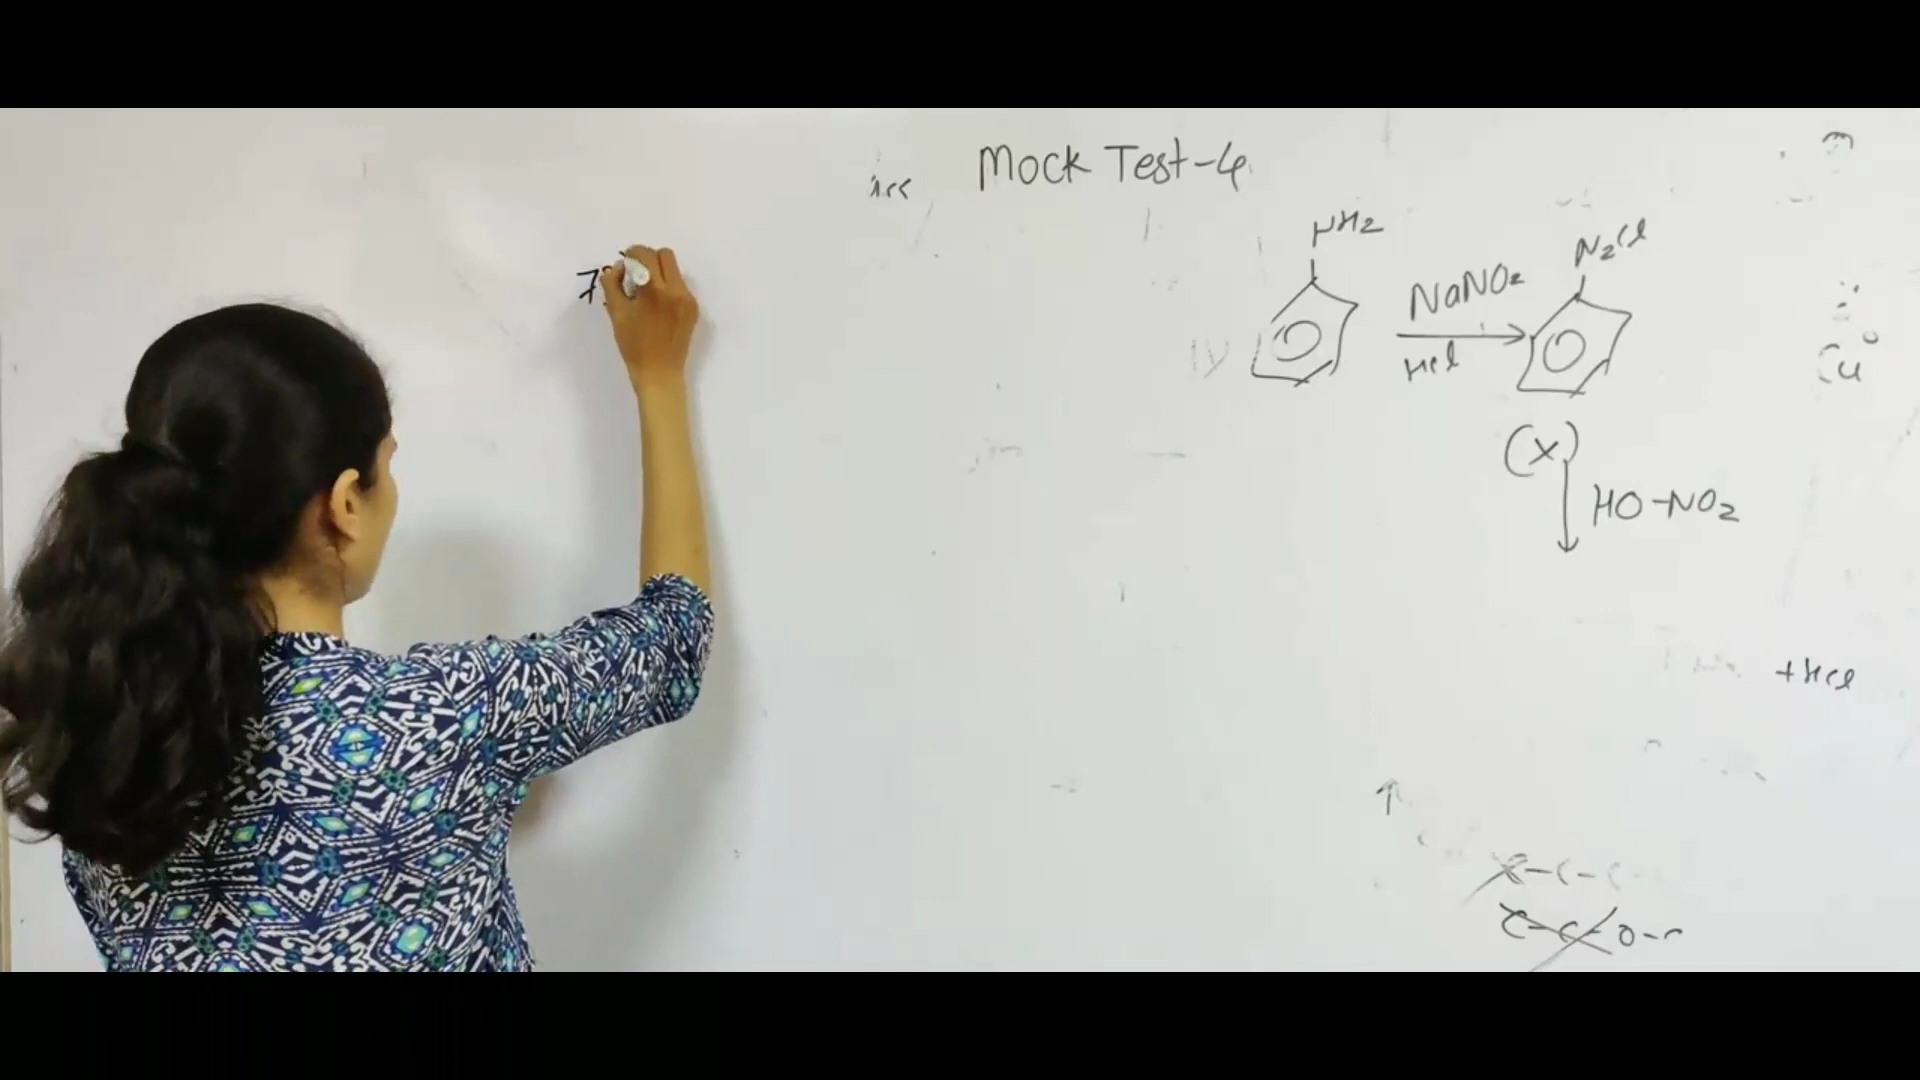 Mock Test-4
NH2
N2Cl
NaNO2
HCl
Cu
(X)
HO-NO2
+HCl